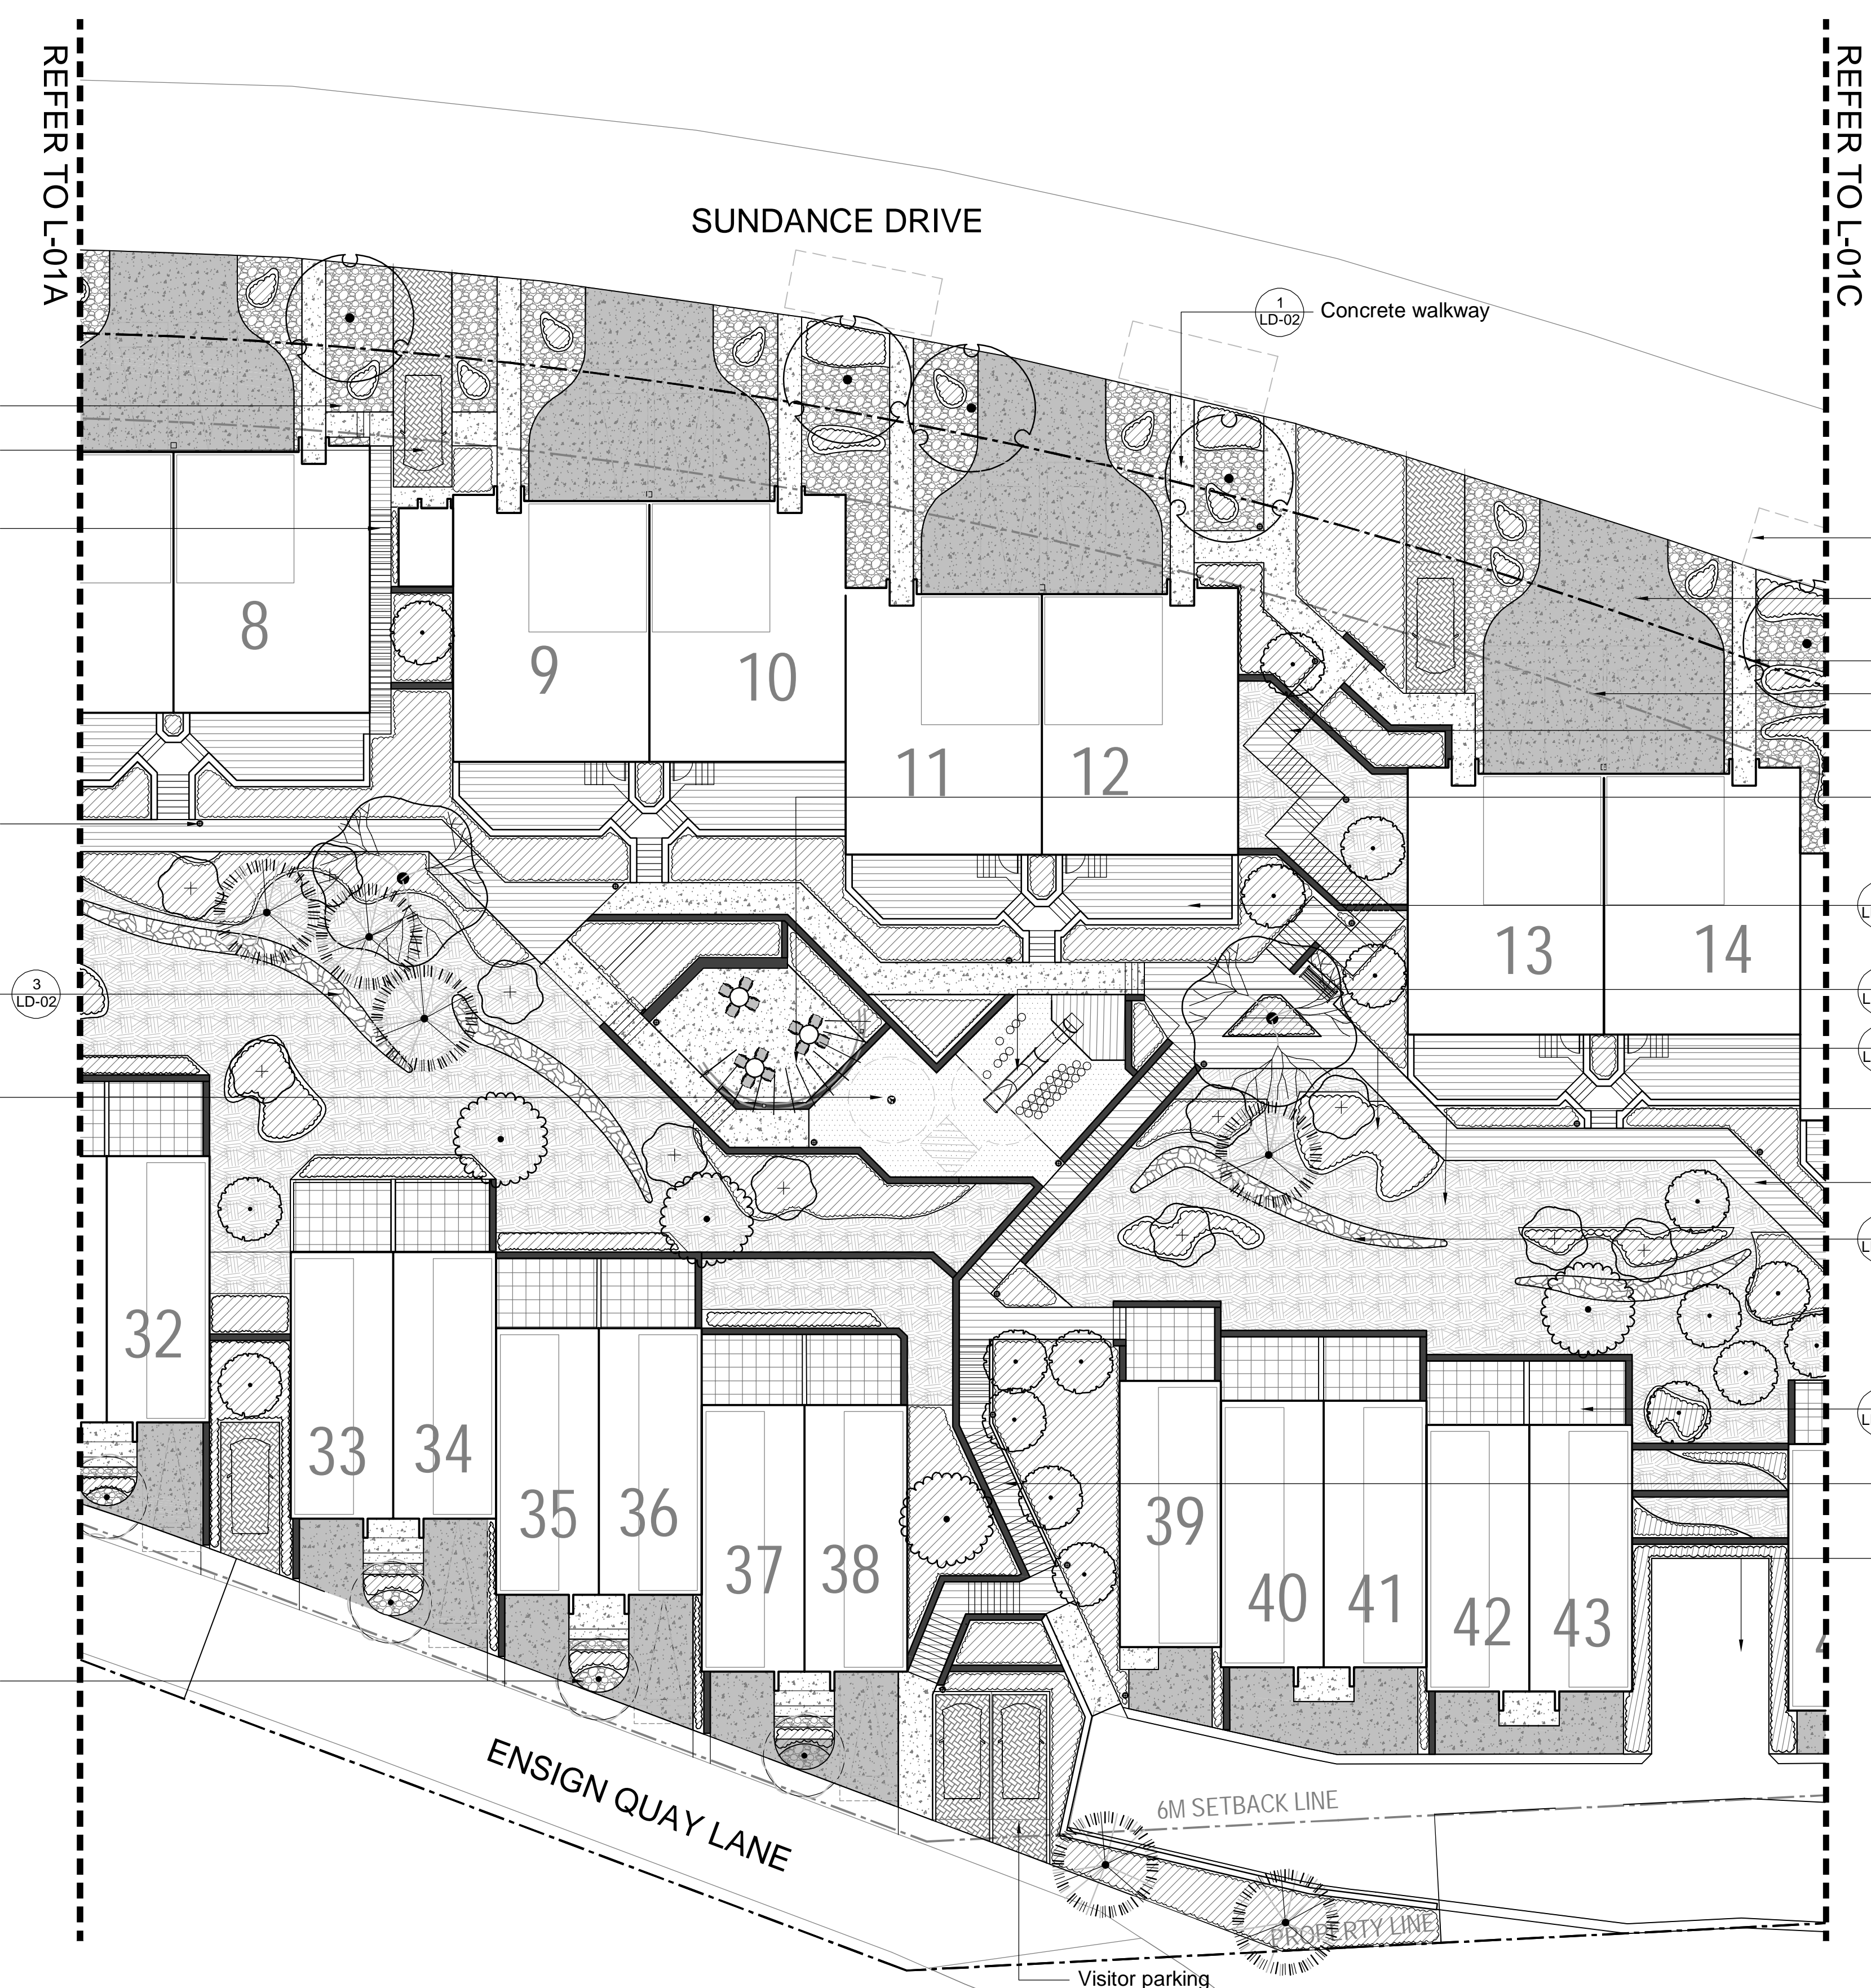 REFER TO L-01A
REFER TO L-01C
SUNDANCE DRIVE
1
LD-02
Concrete walkway
8
9
10
11
12
13
14
3
LD-02
L
L
L
L
L
32
33
34
35
36
37
38
39
40
41
42
43
4
ENSIGN QUAY LANE
6M SETBACK LINE
PROPERTY LINE
Visitor parking